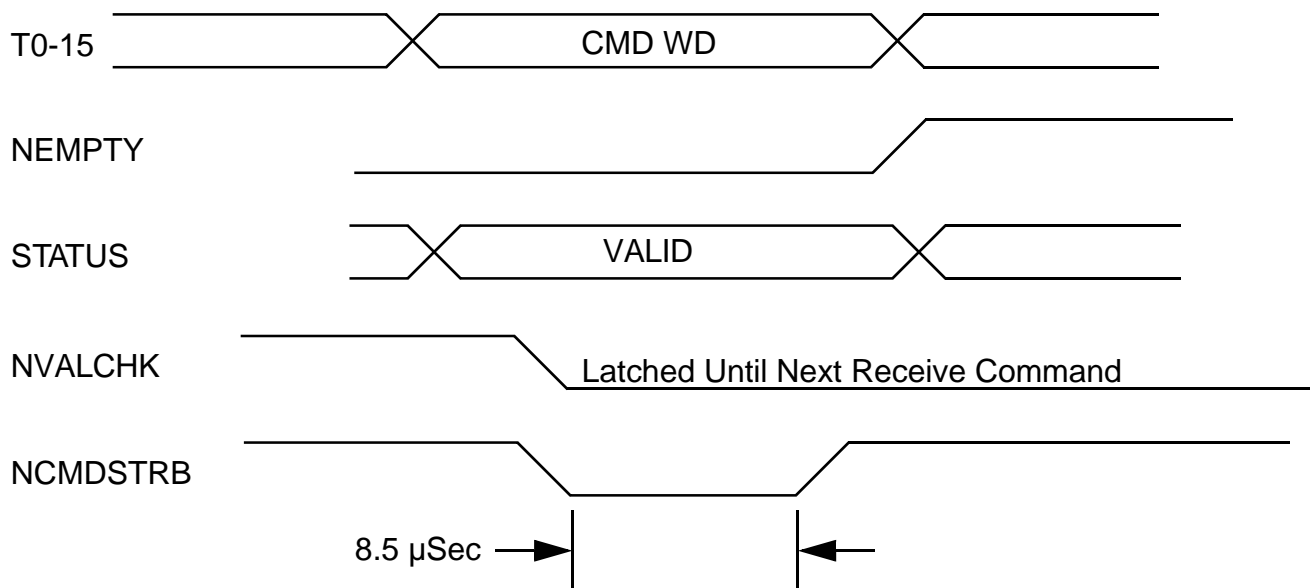 T0-15 CMD WD
NEMPTY
STATUS VALID
NVALCHK Latched Until Next Receive Command
NCMDSTRB
8.5 µSec